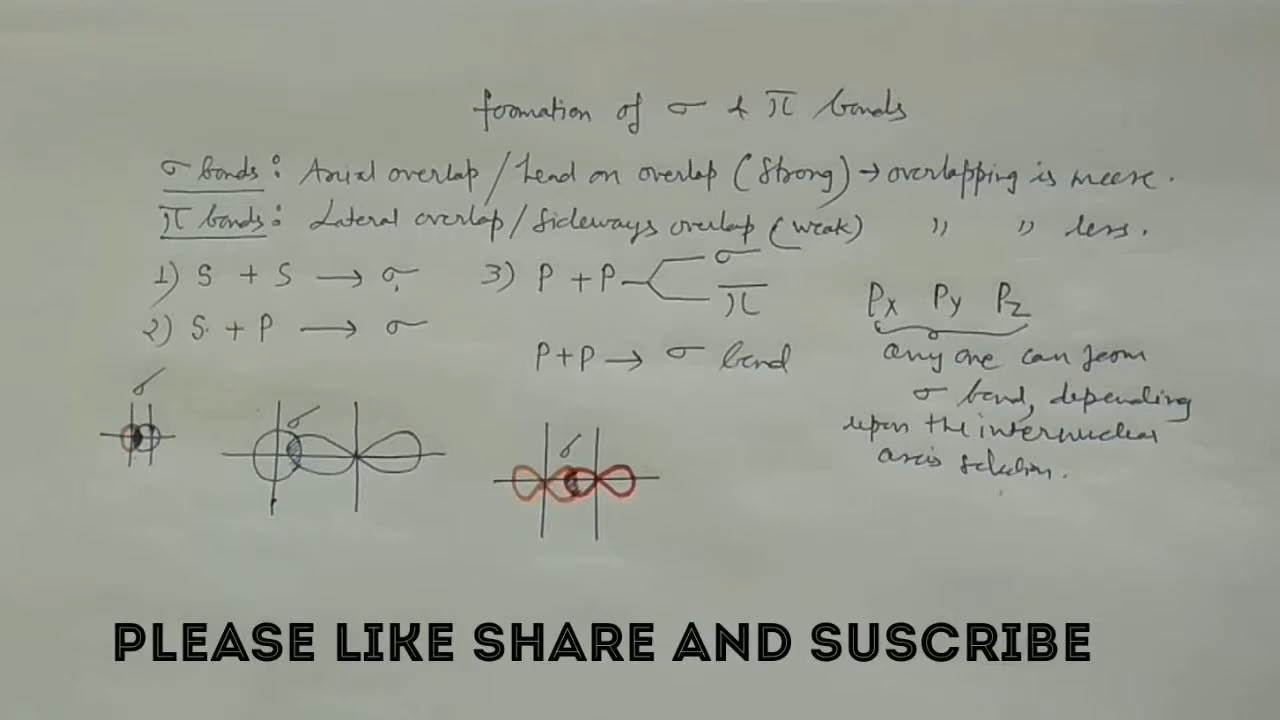 formation of σ & π bonds
σ bonds: Axial overlap/Head on overlap (Strong) → overlapping is more.
π bonds: Lateral overlap/Sideways overlap (weak) " " less.
1) S + S → σ
2) S + P → σ
3) P + P σ π
P+P → σ bond
Px Py Pz
any one can form
σ bond, depending
upon the internuclear
axis
σ
σ
σ
PLEASE LIKE SHARE AND SUSCRIBE